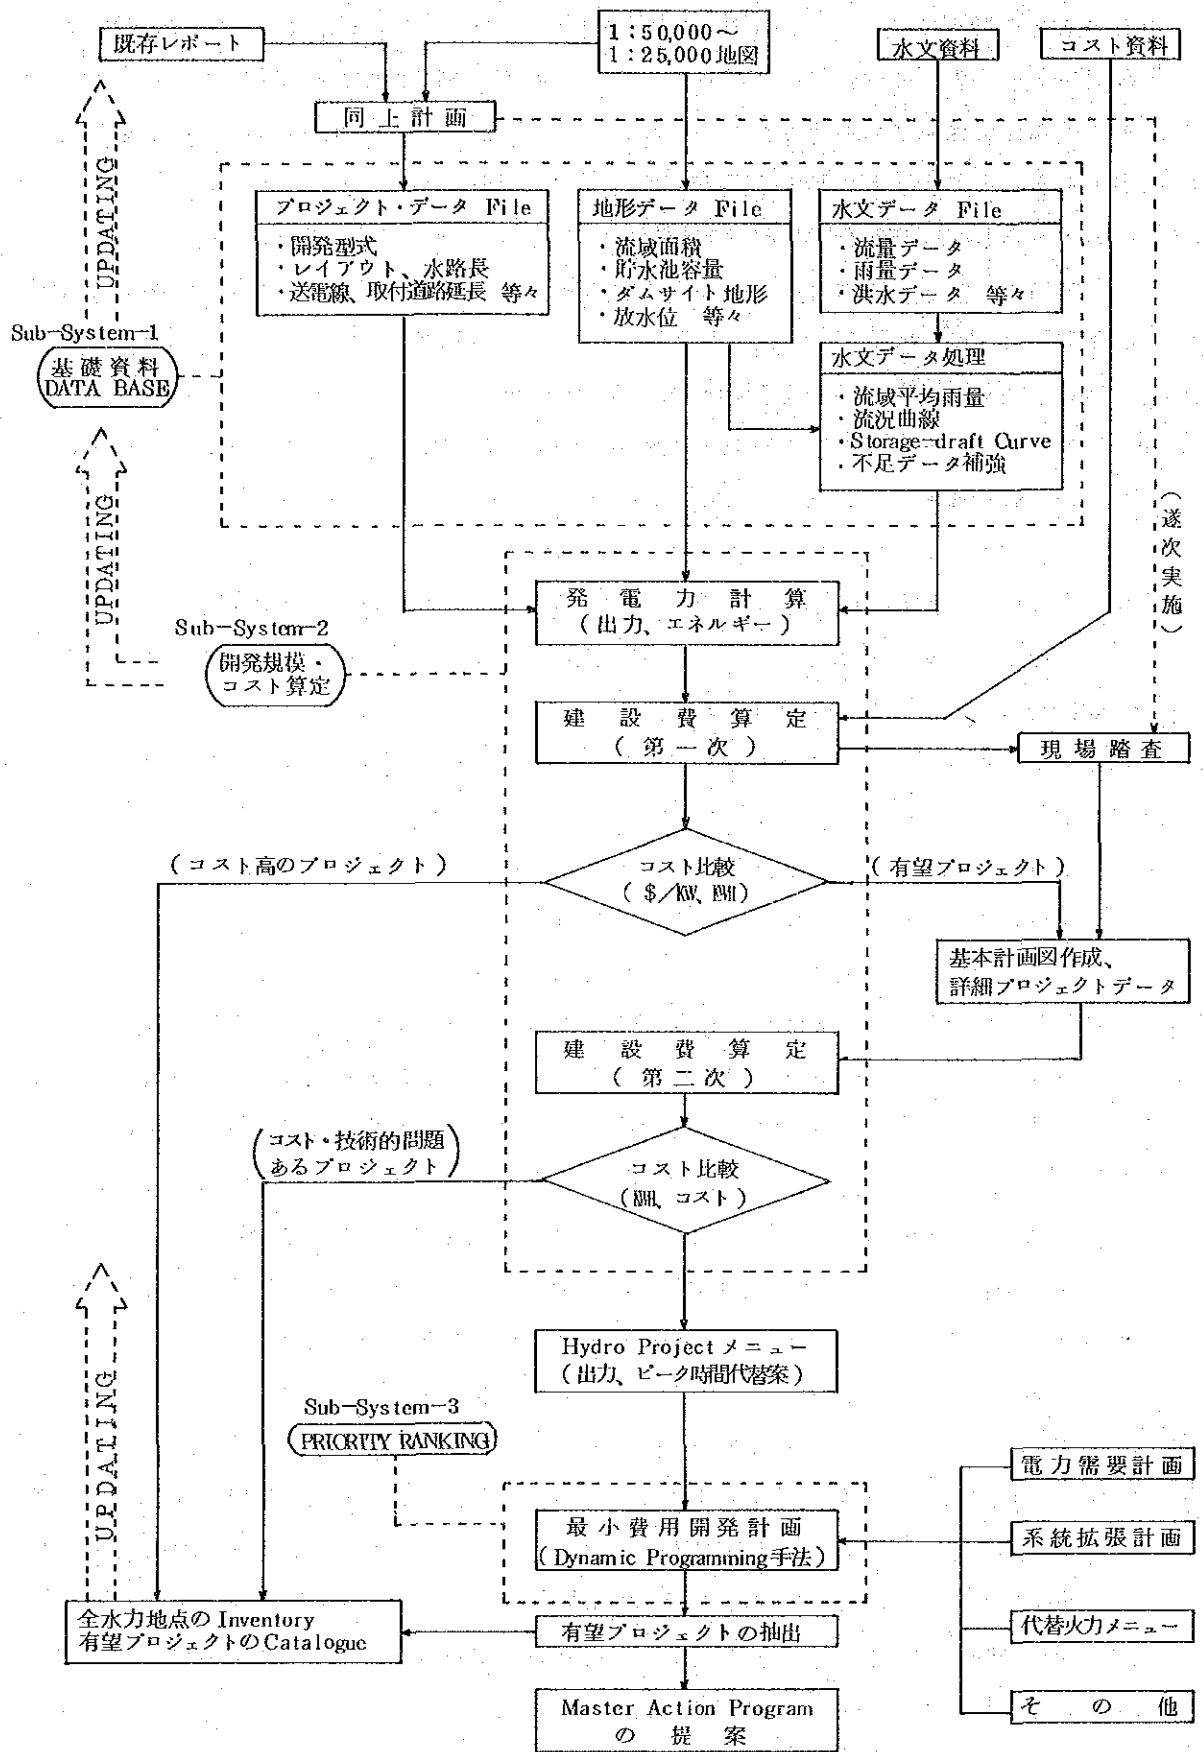 既存レポート
1:50,000〜
1:25,000地図
水文資料
コスト資料
同上計画
UPDATING
プロジェクト・データ File
・開発型式
・レイアウト、水路長
・送電線、取付道路延長 等々
地形データ File
・流域面積
・貯水池容量
・ダムサイト地形
・放水位 等々
水文データ File
・流量データ
・雨量データ
・洪水データ 等々
Sub-System-1
基礎資料
DATA BASE
水文データ処理
・流域平均雨量
・流況曲線
・Storage-draft Curve
・不足データ補強
UPDATING
(遂次実施)
発電力計算
(出力、エネルギー)
Sub-System-2
開発規模・
コスト算定
建設費算定
(第一次)
現場踏査
(コスト高のプロジェクト)
コスト比較
($/KW、KWH)
(有望プロジェクト)
基本計画図作成、
詳細プロジェクトデータ
建設費算定
(第二次)
(コスト・技術的問題
あるプロジェクト)
コスト比較
(KWH、コスト)
UPDATING
Hydro Project メニュー
(出力、ピーク時間代替案)
Sub-System-3
PRIORITY RANKING
電力需要計画
最小費用開発計画
(Dynamic Programming手法)
系統拡張計画
全水力地点の Inventory
有望プロジェクトの Catalogue
有望プロジェクトの抽出
代替火力メニュー
Master Action Program
の提案
その他